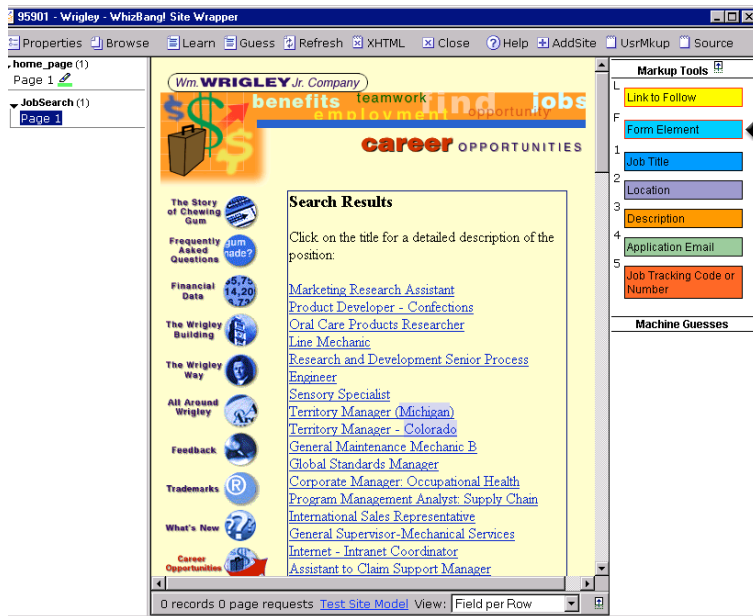 95901 - Wrigley - WhizBang! Site Wrapper
Properties Browse Learn Guess Refresh XHTML Close Help AddSite UsrMkup Source
home_page (1)
Page 1
JobSearch (1)
Page 1
Wm. WRIGLEY Jr. Company
benefits teamwork find jobs
employment opportunity
career OPPORTUNITIES
The Story
of Chewing
Gum
Frequently
Asked
Questions
gum
made?
Financial
Data
The Wrigley
Building
The Wrigley
Way
All Around
Wrigley
Feedback
Trademarks
®
What's New
???
Career
Opportunities
Search Results
Click on the title for a detailed description of the
position:
Marketing Research Assistant
Product Developer - Confections
Oral Care Products Researcher
Line Mechanic
Research and Development Senior Process
Engineer
Sensory Specialist
Territory Manager (Michigan)
Territory Manager - Colorado
General Maintenance Mechanic B
Global Standards Manager
Corporate Manager: Occupational Health
Program Management Analyst: Supply Chain
International Sales Representative
General Supervisor-Mechanical Services
Internet - Intranet Coordinator
Assistant to Claim Support Manager
0 records 0 page requests Test Site Model View: Field per Row
Markup Tools
L
Link to Follow
F
Form Element
1
Job Title
2
Location
3
Description
4
Application Email
5
Job Tracking Code or
Number
Machine Guesses